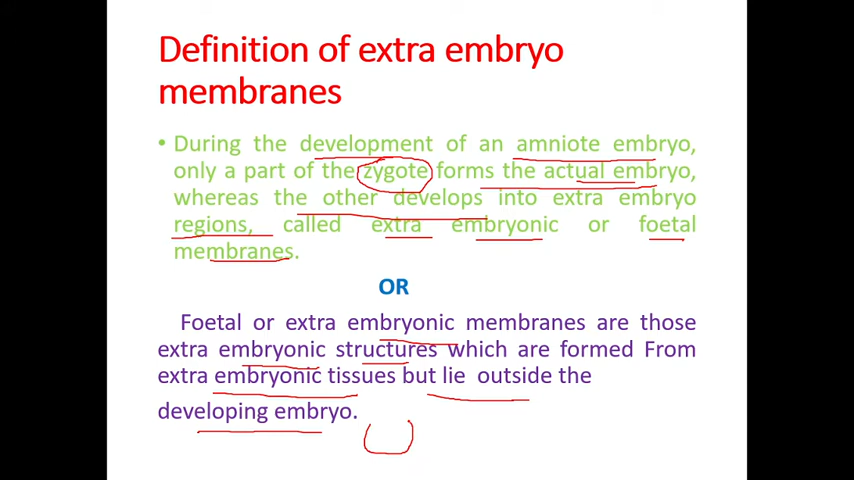 Definition of extra embryo
membranes
• During the development of an amniote embryo,
only a part of the zygote forms the actual embryo,
whereas the other develops into extra embryo
regions, called extra embryonic or foetal
membranes.
OR
Foetal or extra embryonic membranes are those
extra embryonic structures which are formed From
extra embryonic tissues but lie outside the
developing embryo.